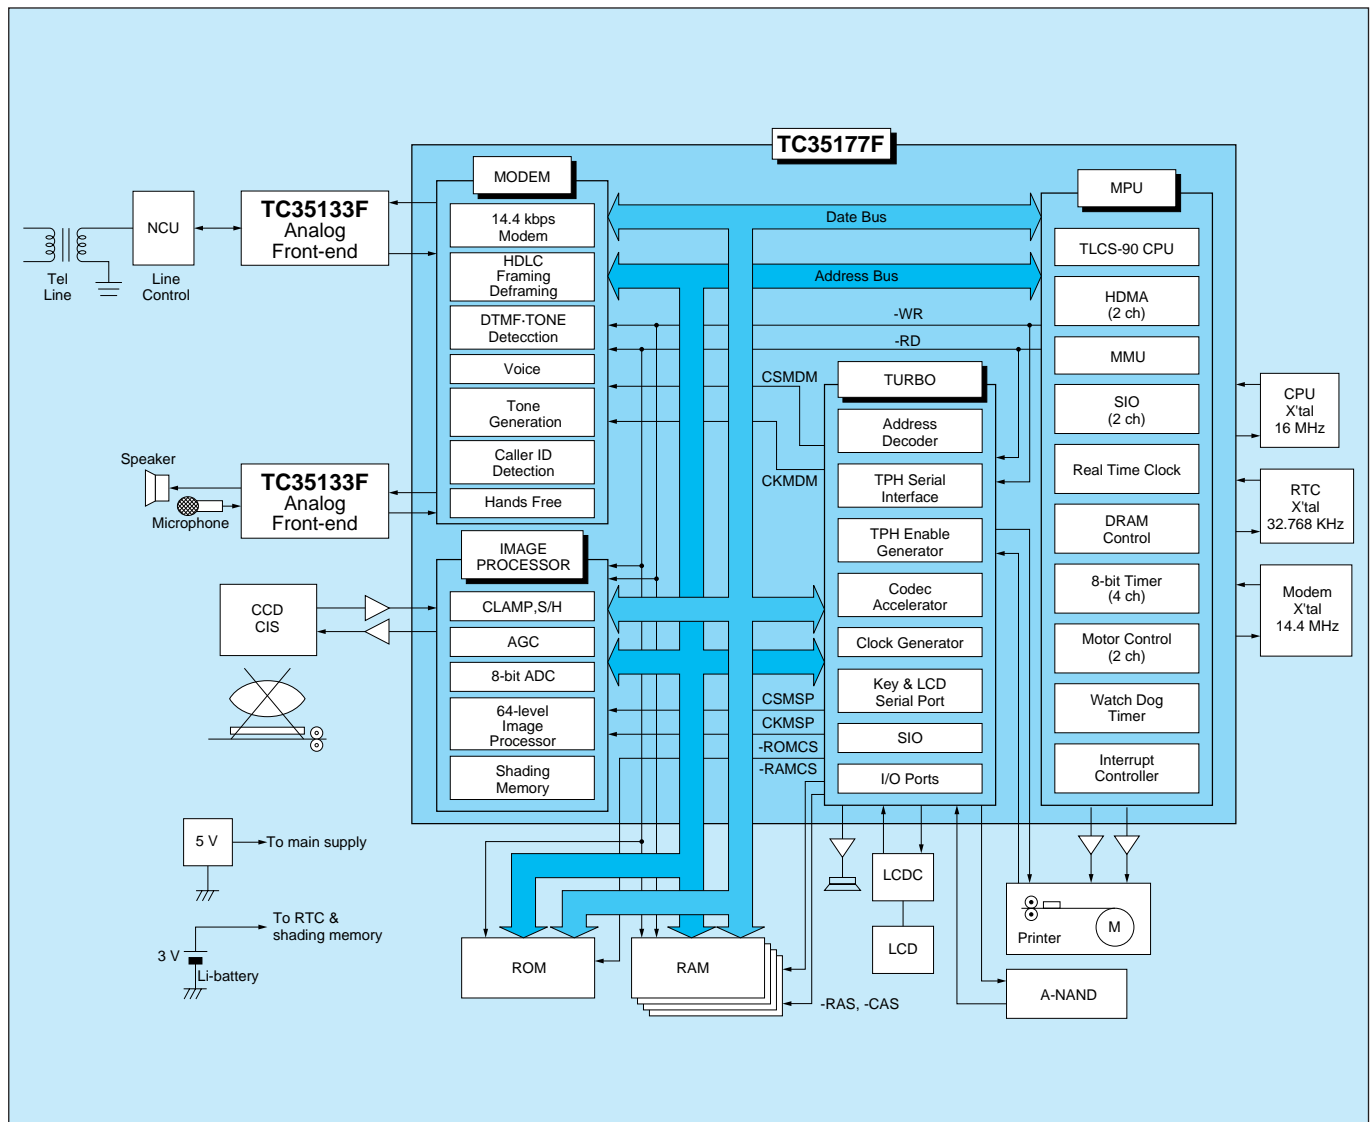 TC35177F
MODEM
14.4 kbps
Modem
HDLC
Framing
Deframing
DTMF·TONE
Detecction
Voice
Tone
Generation
Caller ID
Detection
Hands Free
NCU
Line
Control
Tel
Line
TC35133F
Analog
Front-end
Speaker
Microphone
TC35133F
Analog
Front-end
IMAGE
PROCESSOR
CLAMP,S/H
AGC
8-bit ADC
64-level
Image
Processor
Shading
Memory
CCD
CIS
5 V
To main supply
To RTC &
shading memory
3 V
Li-battery
Date Bus
Address Bus
-WR
-RD
CSMDM
CKMDM
CSMSP
CKMSP
-ROMCS
-RAMCS
TURBO
Address
Decoder
TPH Serial
Interface
TPH Enable
Generator
Codec
Accelerator
Clock Generator
Key & LCD
Serial Port
SIO
I/O Ports
MPU
TLCS-90 CPU
HDMA
(2 ch)
MMU
SIO
(2 ch)
Real Time Clock
DRAM
Control
8-bit Timer
(4 ch)
Motor Control
(2 ch)
Watch Dog
Timer
Interrupt
Controller
CPU
X'tal
16 MHz
RTC
X'tal
32.768 KHz
Modem
X'tal
14.4 MHz
ROM
RAM
-RAS, -CAS
LCDC
LCD
Printer
M
A-NAND